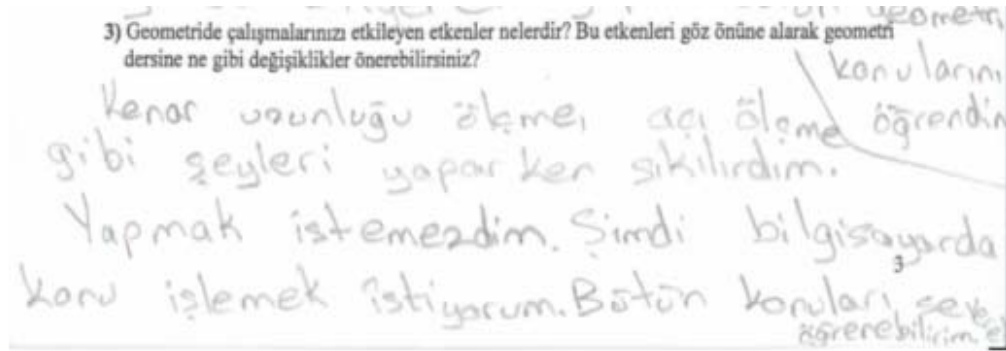 geometri
3) Geometride çalışmalarınızı etkileyen etkenler nelerdir? Bu etkenleri göz önüne alarak geometri
dersine ne gibi değişiklikler önerebilirsiniz?
konularını
öğrendim
Kenar uzunluğu ölçme, açı ölçme
gibi şeyleri yaparken sıkılırdım.
Yapmak istemezdim. Şimdi bilgisayarda
3
konu işlemek istiyorum. Bütün konuları
öğrenebilirim.